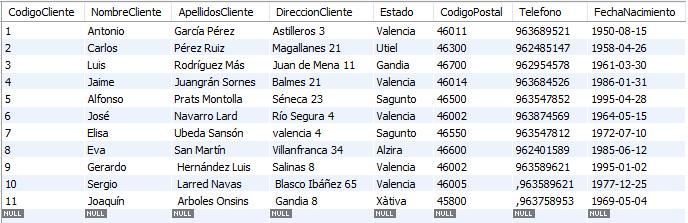 CodigoCliente NombreCliente ApellidosCliente DireccionCliente Estado CodigoPostal Telefono FechaNacimiento
1 Antonio García Pérez Astilleros 3 Valencia 46011 963689521 1950-08-15
2 Carlos Pérez Ruiz Magallanes 21 Utiel 46300 962485147 1958-04-26
3 Luis Rodríguez Más Juan de Mena 11 Gandia 46700 962954578 1961-03-30
4 Jaime Juangrán Sornes Balmes 21 Valencia 46014 963684526 1986-01-31
5 Alfonso Prats Montolla Séneca 23 Sagunto 46500 963547852 1995-04-28
6 José Navarro Lard Río Segura 4 Valencia 46002 963874569 1964-05-15
7 Elisa Ubeda Sansón valencia 4 Sagunto 46550 963547812 1972-07-10
8 Eva San Martín Villanfranca 34 Alzira 46600 962401589 1985-06-12
9 Gerardo Hernández Luis Salinas 8 Valencia 46002 963589621 1995-01-02
10 Sergio Larred Navas Blasco Ibáñez 65 Valencia 46005 ,963589621 1977-12-25
11 Joaquín Arboles Onsins Gandia 8 Xàtiva 45800 ,963758953 1969-05-04
NULL NULL NULL NULL NULL NULL NULL NULL